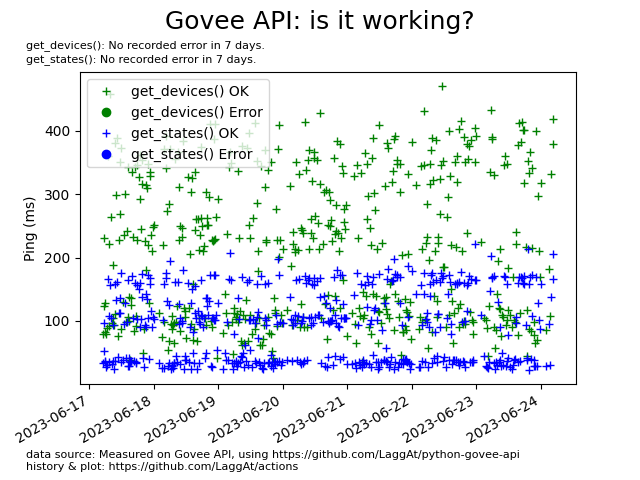 Govee API: is it working?
get_devices(): No recorded error in 7 days.
get_states(): No recorded error in 7 days.
get_devices() OK
get_devices() Error
get_states() OK
get_states() Error
Ping (ms)
400
300
200
100
2023-06-17
2023-06-18
2023-06-19
2023-06-20
2023-06-21
2023-06-22
2023-06-23
2023-06-24
data source: Measured on Govee API, using https://github.com/LaggAt/python-govee-api
history & plot: https://github.com/LaggAt/actions